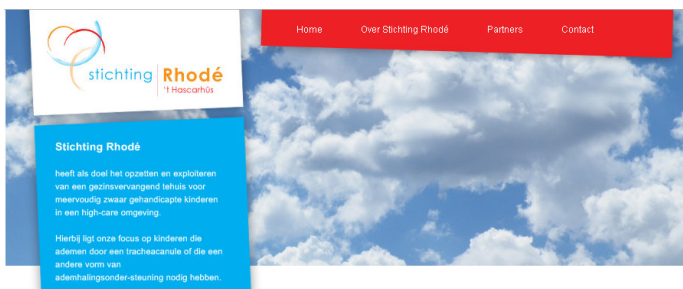 Home Over Stichting Rhodé Partners Contact
stichting Rhodé
't Hascarhûs
Stichting Rhodé
heeft als doel het opzetten en exploiteren
van een gezinsvervangend tehuis voor
meervoudig zwaar gehandicapte kinderen
in een high-care omgeving.
Hierbij ligt onze focus op kinderen die
ademen door een tracheacanule of die een
andere vorm van
ademhalingsonder-steuning nodig hebben.